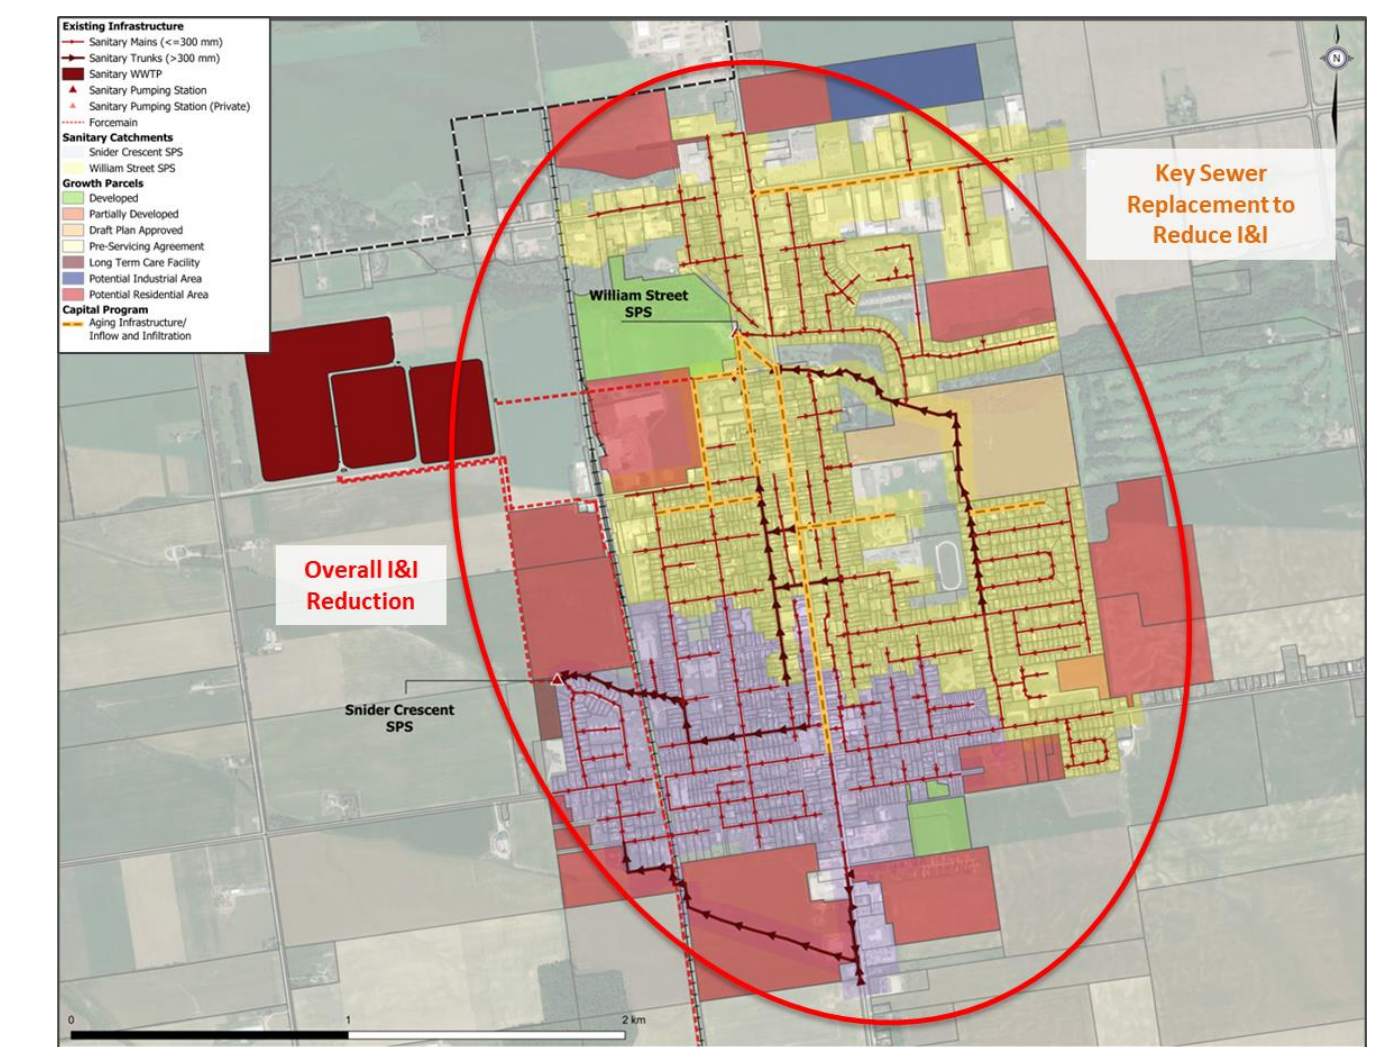 Existing Infrastructure
Sanitary Mains (<=300 mm)
Sanitary Trunks (>300 mm)
Sanitary WWTP
Sanitary Pumping Station
Sanitary Pumping Station (Private)
Forcemain
Sanitary Catchments
Snider Crescent SPS
William Street SPS
Growth Parcels
Developed
Partially Developed
Draft Plan Approved
Pre-Servicing Agreement
Long Term Care Facility
Potential Industrial Area
Potential Residential Area
Capital Program
Aging Infrastructure/
Inflow and Infiltration
N
Key Sewer
Replacement to
Reduce I&I
William Street
SPS
Overall I&I
Reduction
Snider Crescent
SPS
0 1 2 km